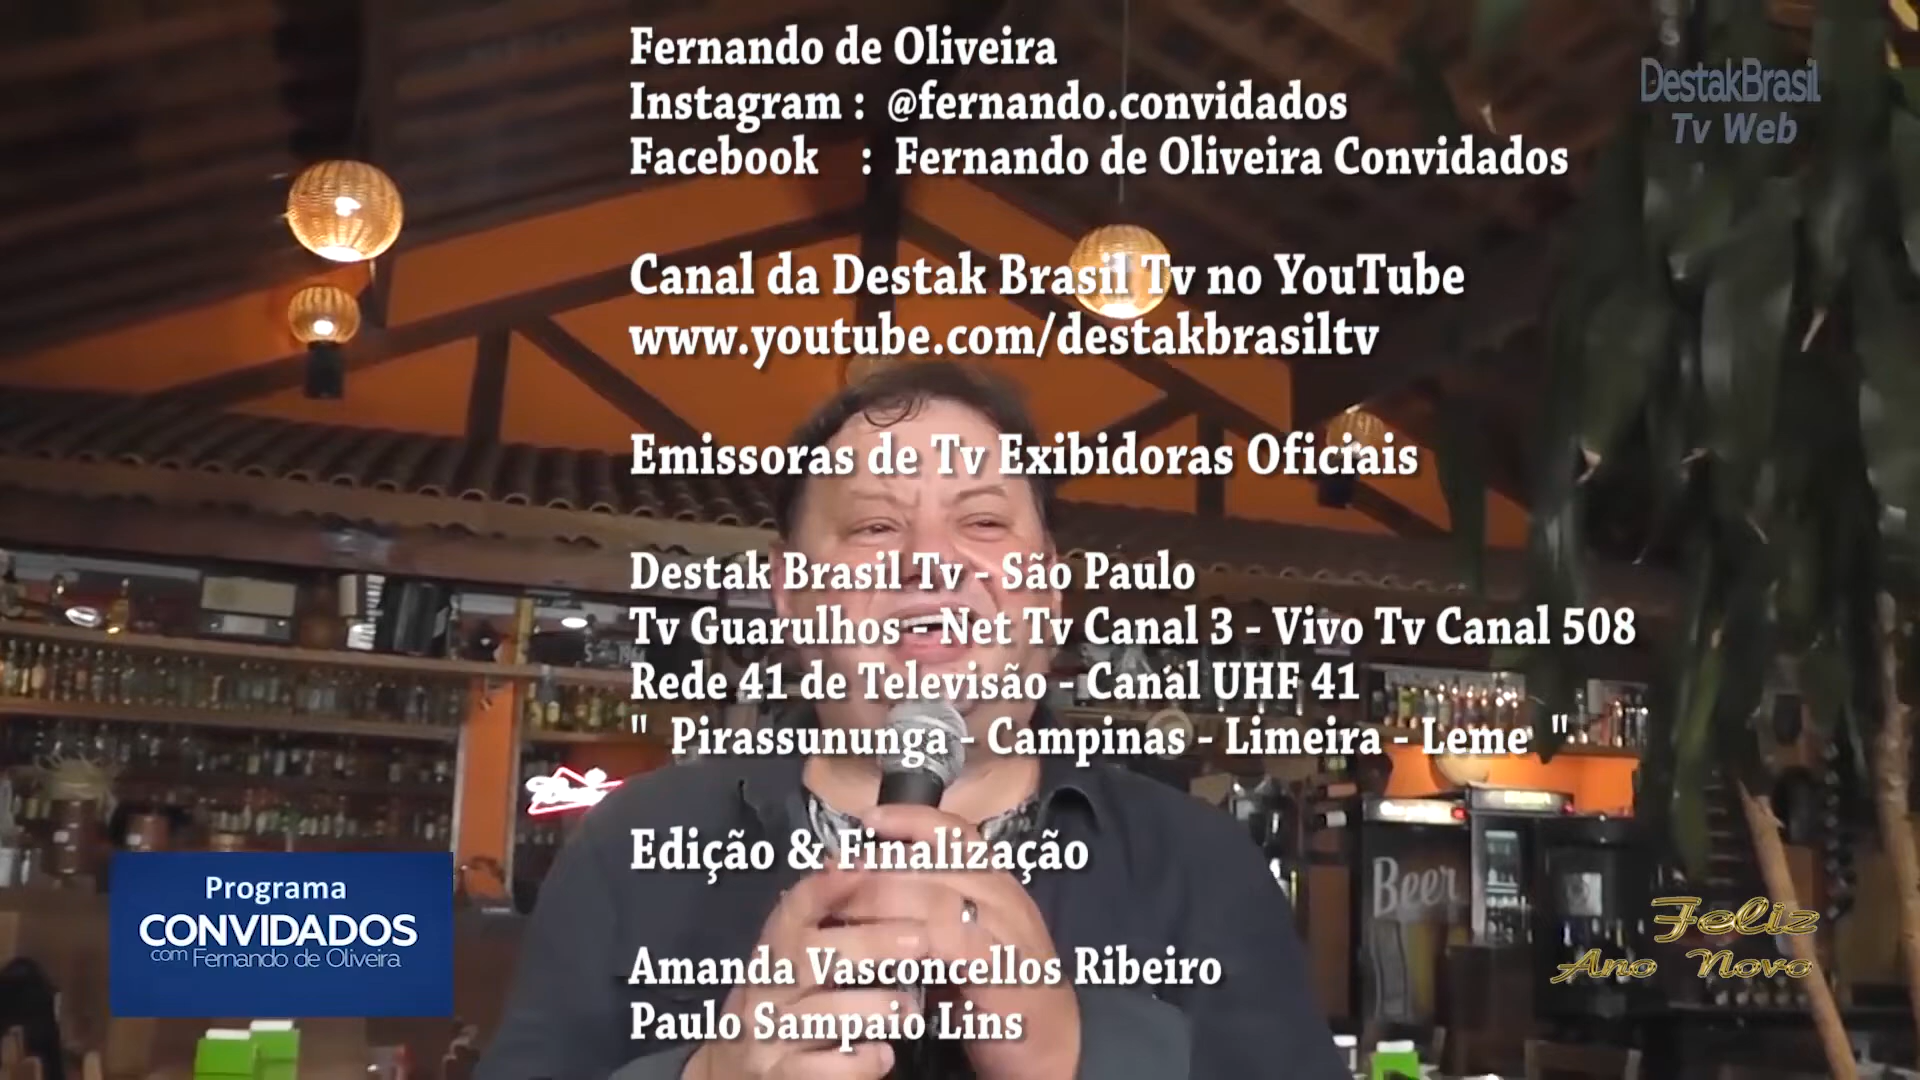 Fernando de Oliveira
Instagram : @fernando.convidados
Facebook : Fernando de Oliveira Convidados
DestakBrasil
Tv Web
Canal da Destak Brasil Tv no YouTube
www.youtube.com/destakbrasiltv
Emissoras de Tv Exibidoras Oficiais
Destak Brasil Tv - São Paulo
Tv Guarulhos - Net Tv Canal 3 - Vivo Tv Canal 508
Rede 41 de Televisão - Canal UHF 41
" Pirassununga - Campinas - Limeira - Leme "
Edição & Finalização
Amanda Vasconcellos Ribeiro
Paulo Sampaio Lins
Programa
CONVIDADOS
com Fernando de Oliveira
Beer
Feliz
Ano Novo